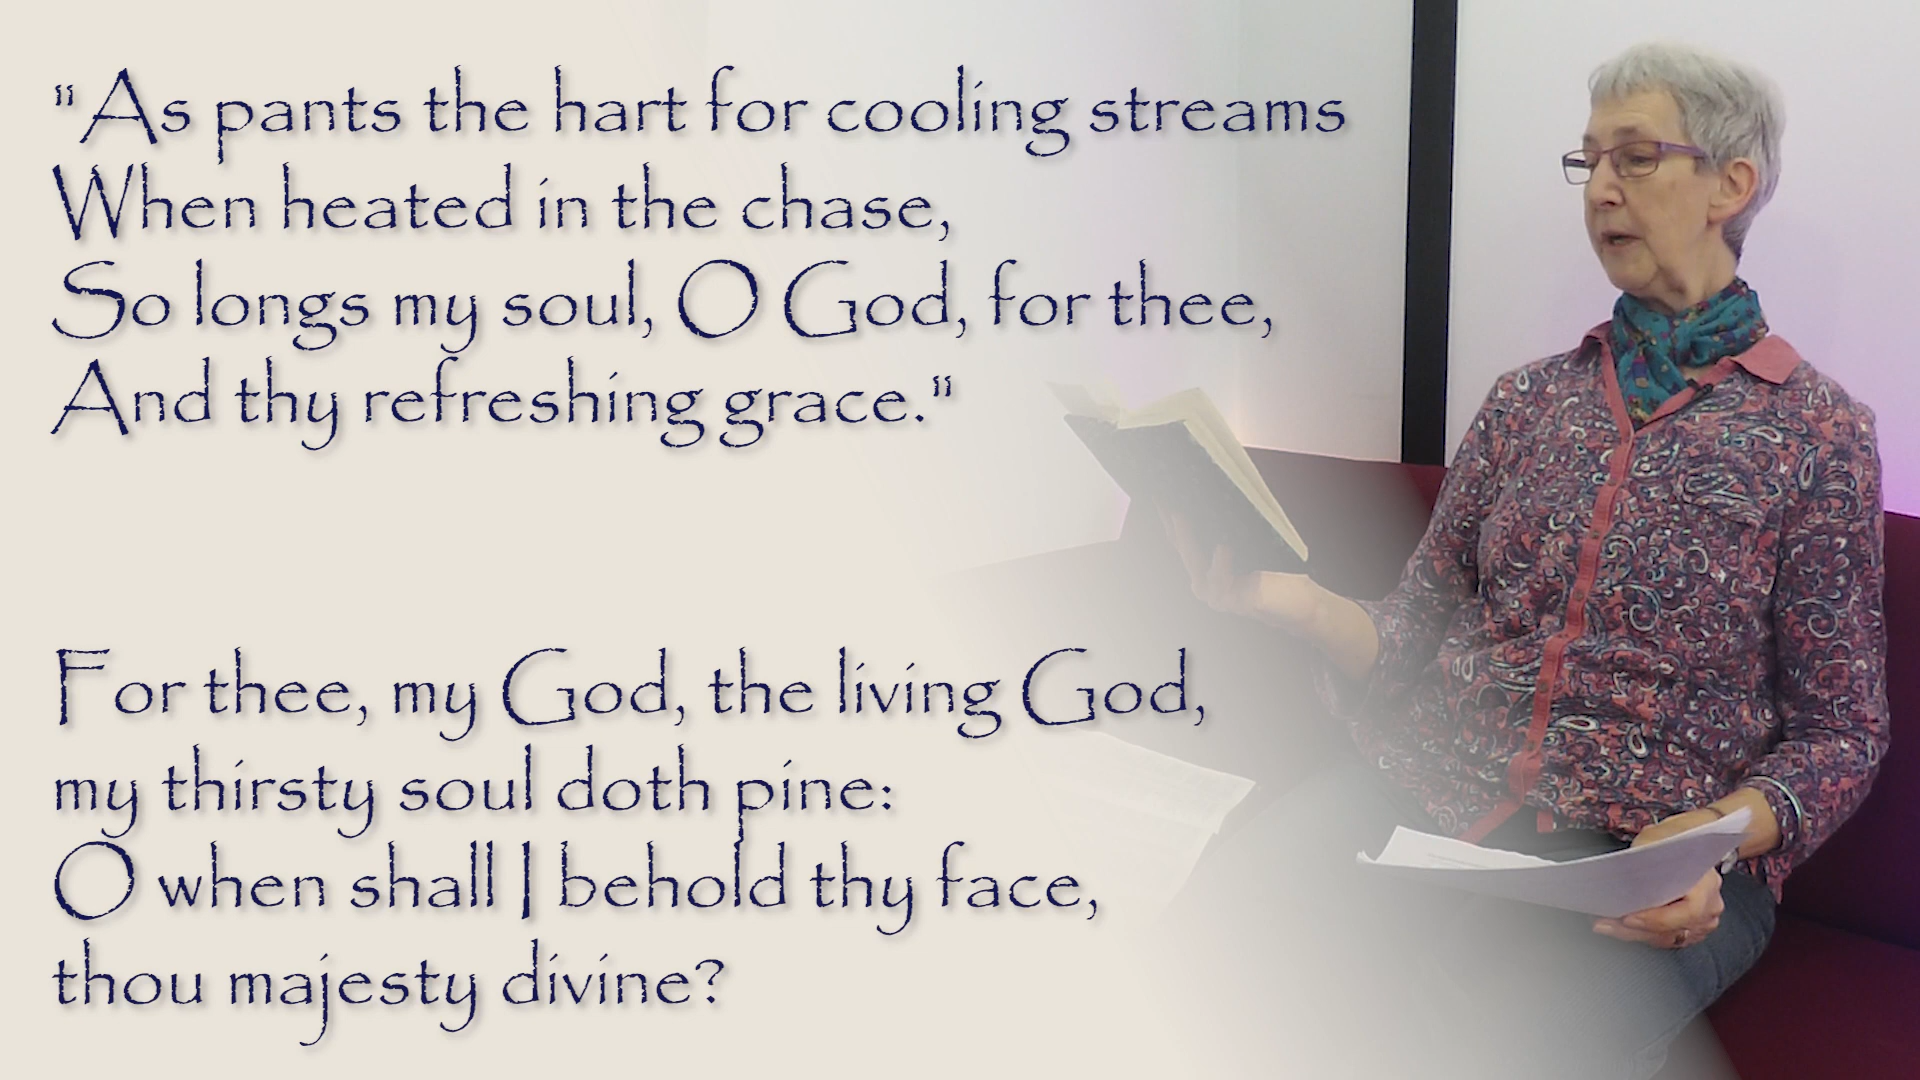 "As pants the hart for cooling streams
When heated in the chase,
So longs my soul, O God, for thee,
And thy refreshing grace."
For thee, my God, the living God,
my thirsty soul doth pine:
O when shall I behold thy face,
thou majesty divine?